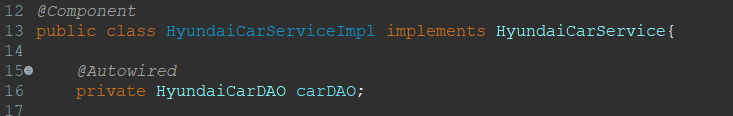 12 @Component
13 public class HyundaiCarServiceImpl implements HyundaiCarService{
14
15 @Autowired
16 private HyundaiCarDAO carDAO;
17